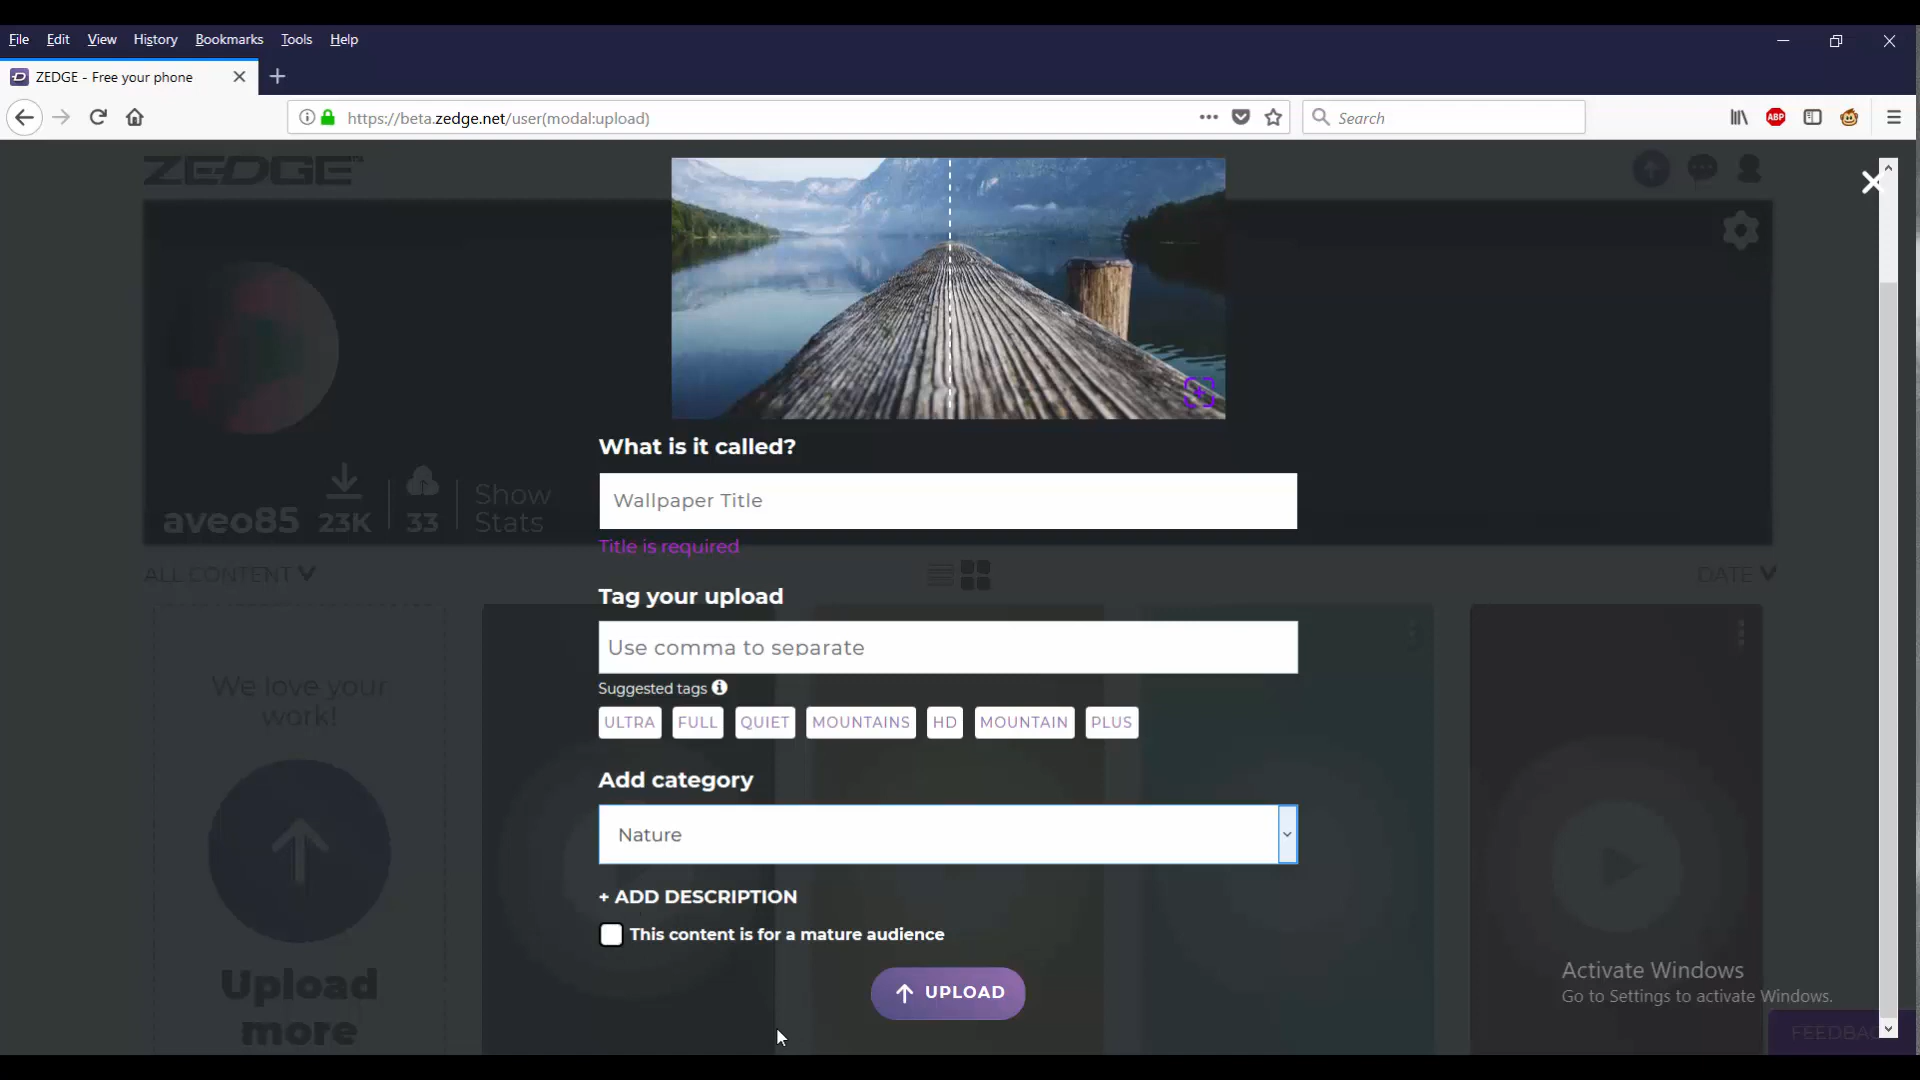 File Edit View History Bookmarks Tools Help
ZEDGE - Free your phone
https://beta.zedge.net/user(modal:upload)
Search
ABP
ZEDGE
What is it called?
Wallpaper Title
Title is required
aveo85
23K
33
Show
Stats
ALL CONTENT
DATE
Tag your upload
Use comma to separate
Suggested tags
ULTRA FULL QUIET MOUNTAINS HD MOUNTAIN PLUS
We love your
work!
Add category
Nature
+ ADD DESCRIPTION
This content is for a mature audience
UPLOAD
Upload
more
Activate Windows
Go to Settings to activate Windows.